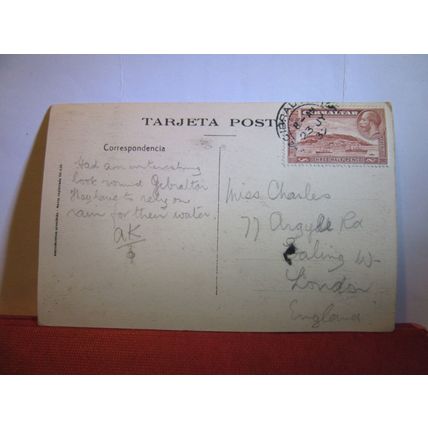 TARJETA POST
Correspondencia
Had an interesting
look round Gibraltar
They have to rely on
rain for their water.
AK
GIBRALTAR
Miss Charles
77 Argyle Rd
Ealing W
London
England